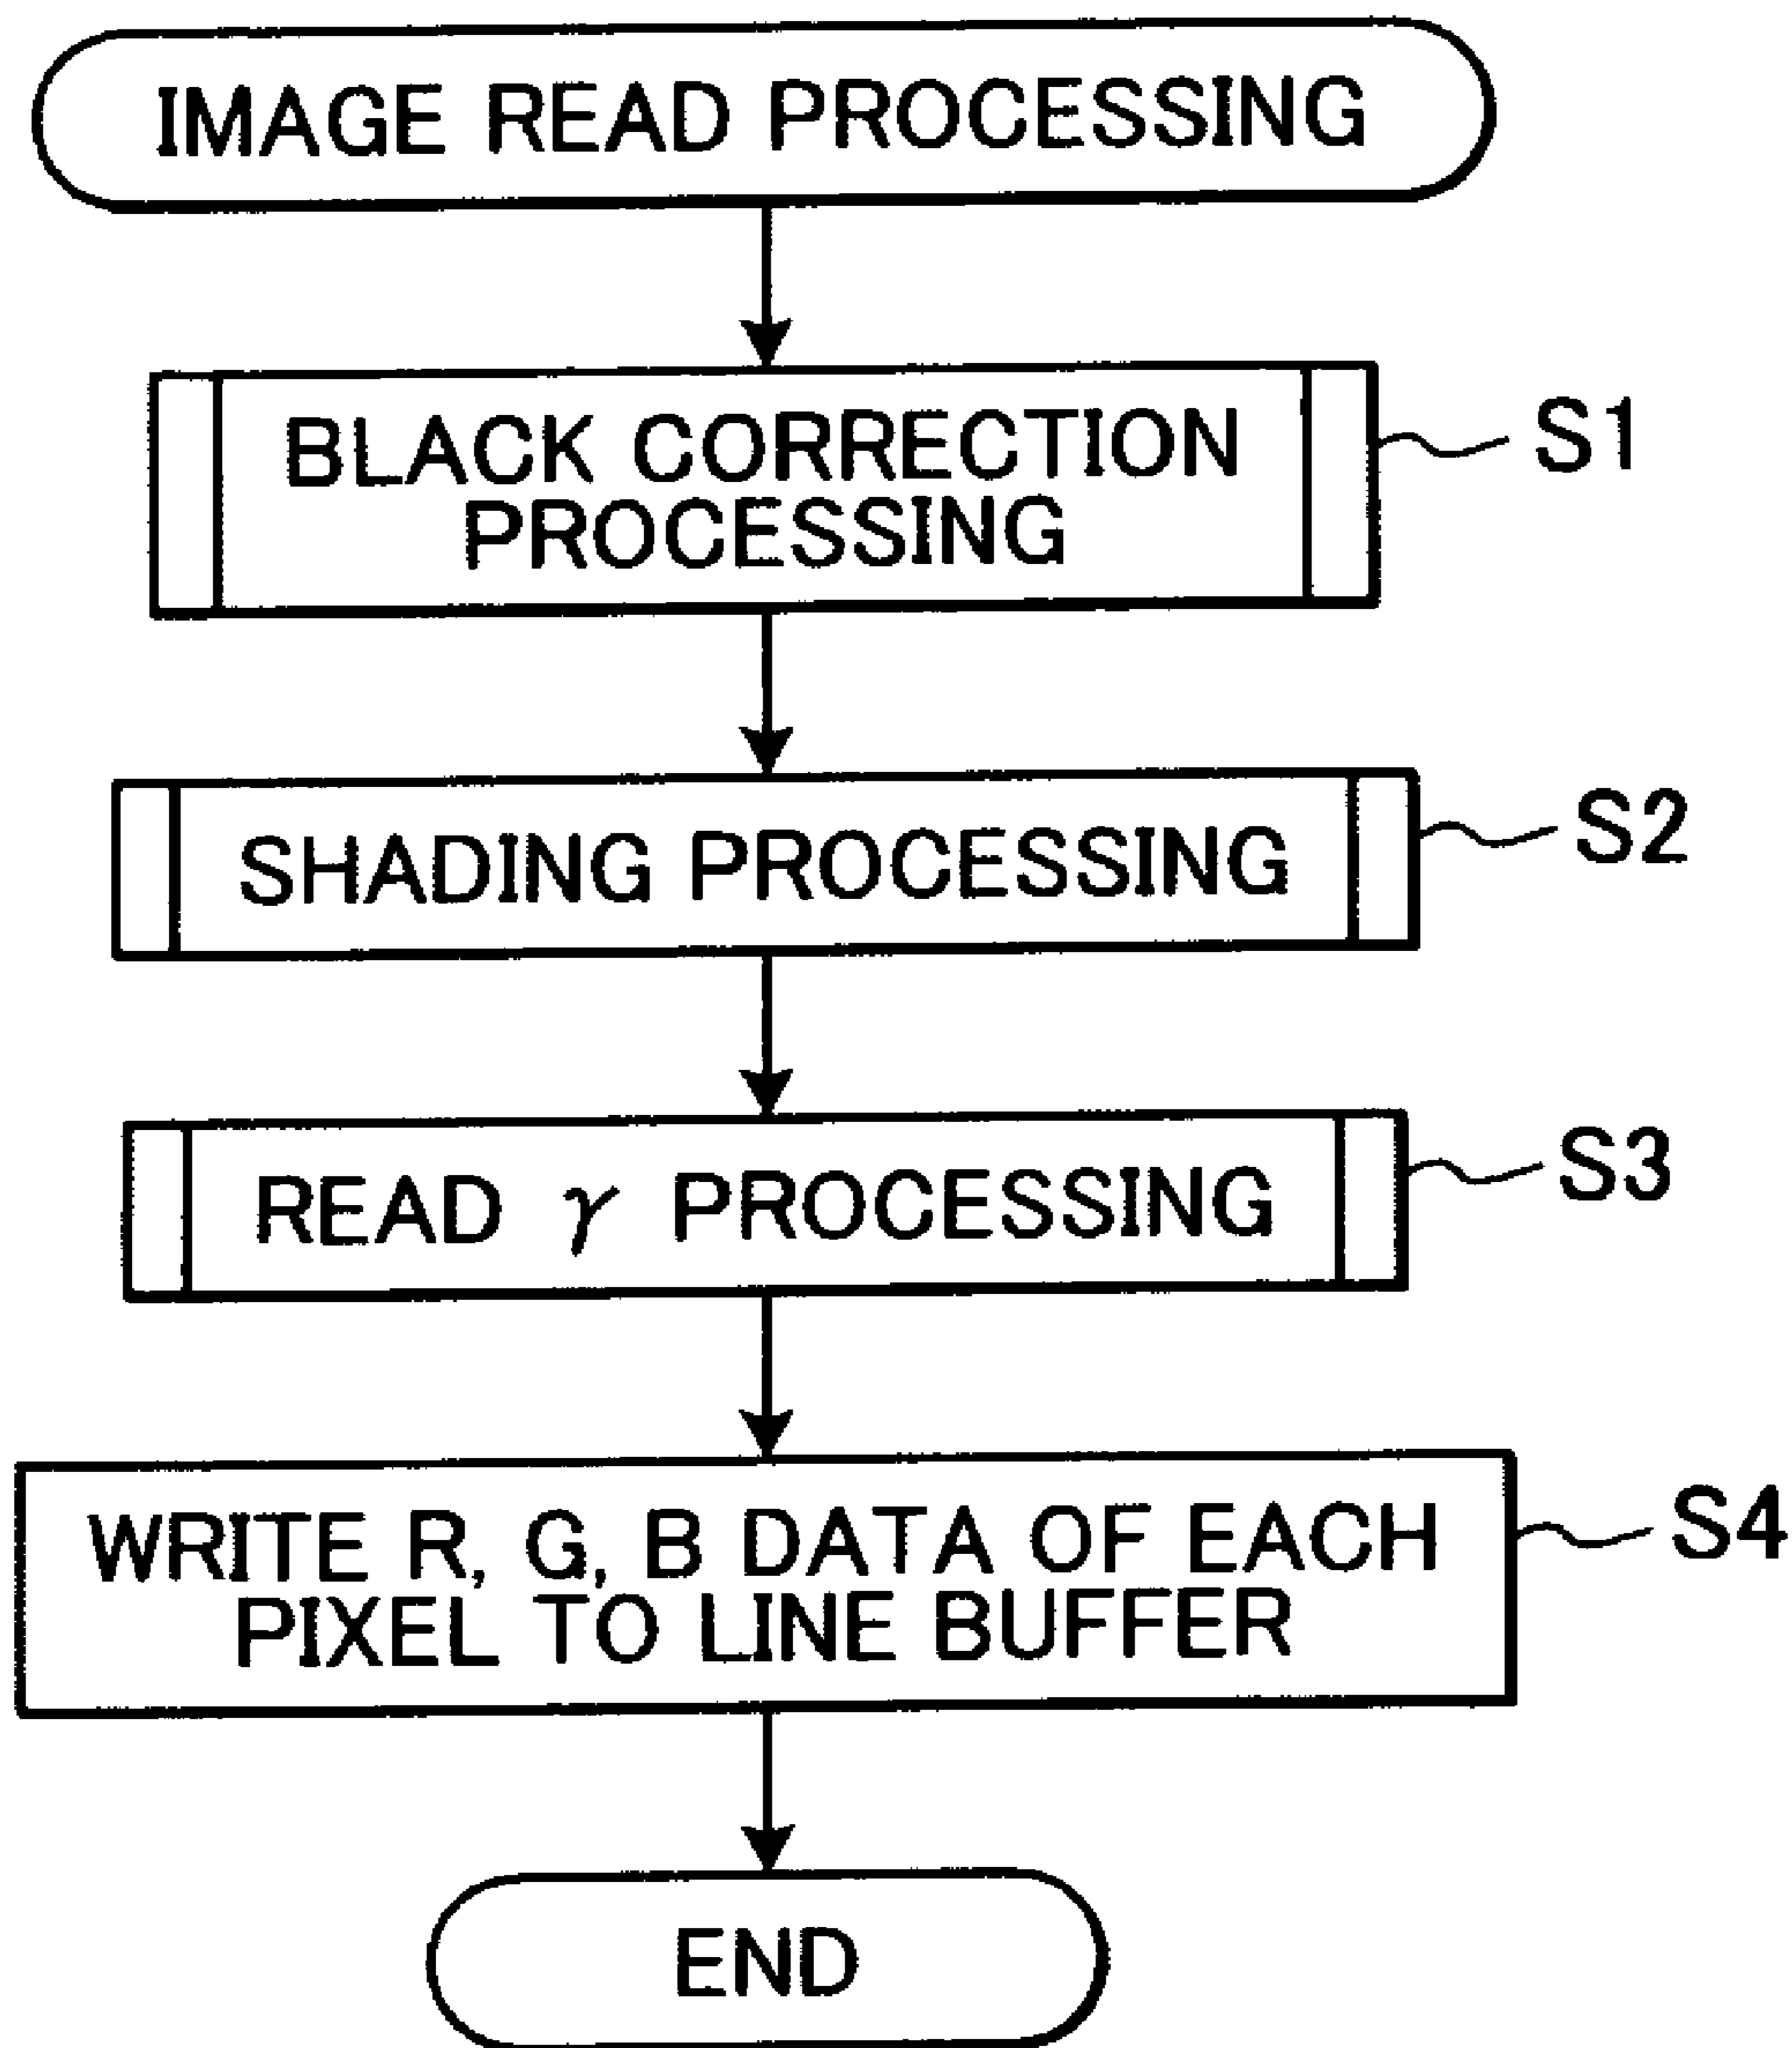 IMAGE READ PROCESSING
BLACK CORRECTION
PROCESSING
S1
SHADING PROCESSING
S2
READ γ PROCESSING
S3
WRITE R, G, B DATA OF EACH
PIXEL TO LINE BUFFER
S4
END